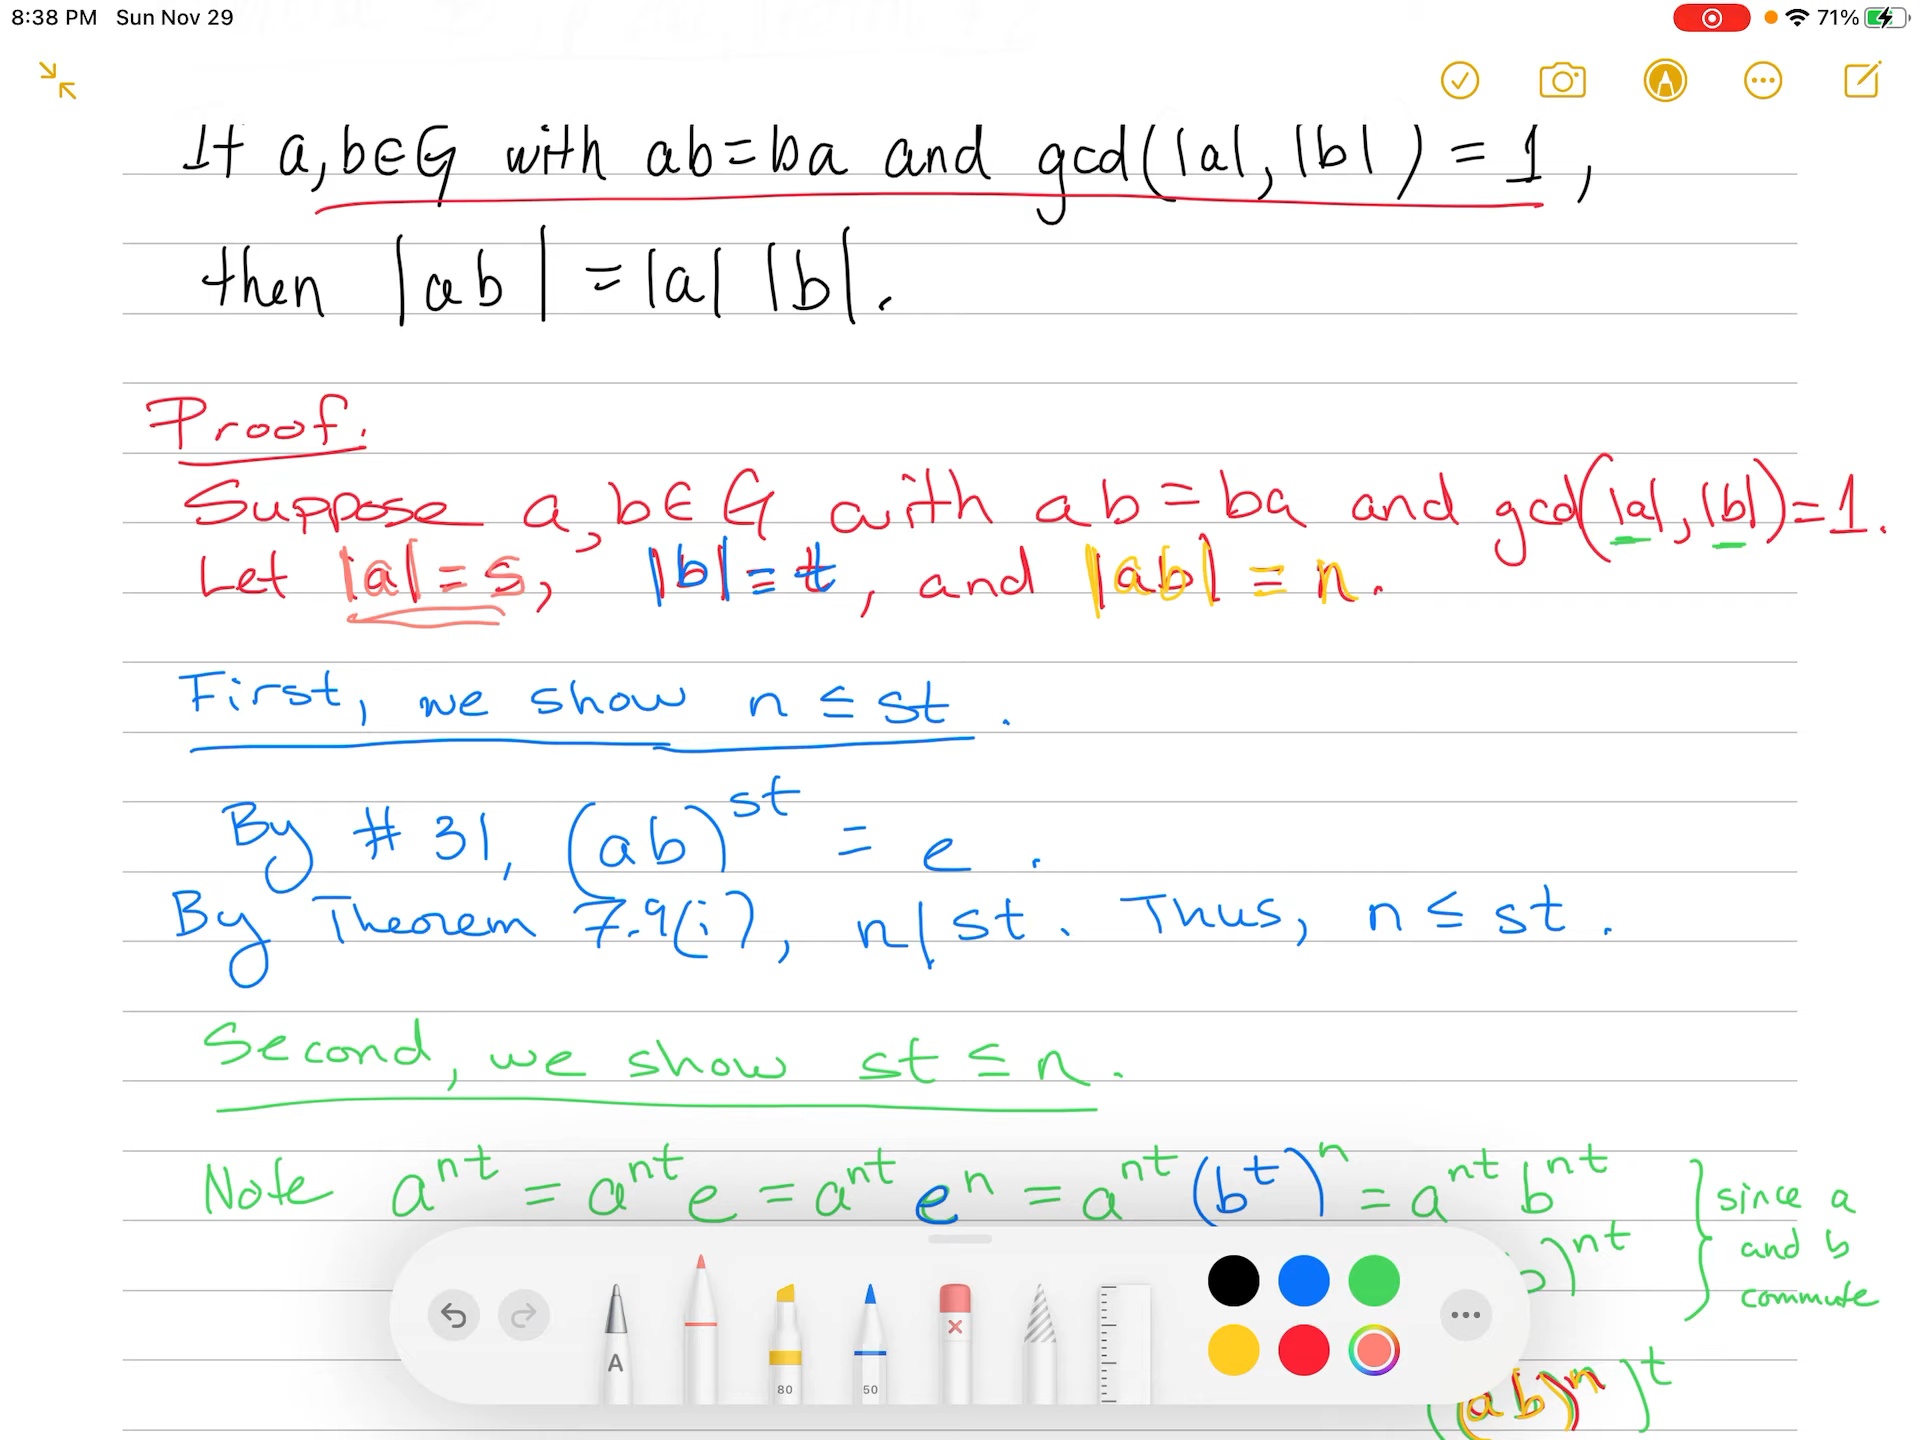 8:38 PM Sun Nov 29
71%
If a, b ∈ G with ab = ba and gcd(|a|, |b|) = 1,
then |ab| = |a| |b|.
Proof.
Suppose a, b ∈ G with ab = ba and gcd(|a|, |b|) = 1.
Let |a| = s, |b| = t, and |ab| = n.
First, we show n ≤ st.
By # 31, (ab)^st = e.
By Theorem 7.9(i), n | st. Thus, n ≤ st.
Second, we show st ≤ n.
Note a^nt = a^nt e = a^nt e^n = a^nt (b^t)^n = a^nt b^nt } since a
)^nt and b
commute
A 80 50
((ab)^n)^t